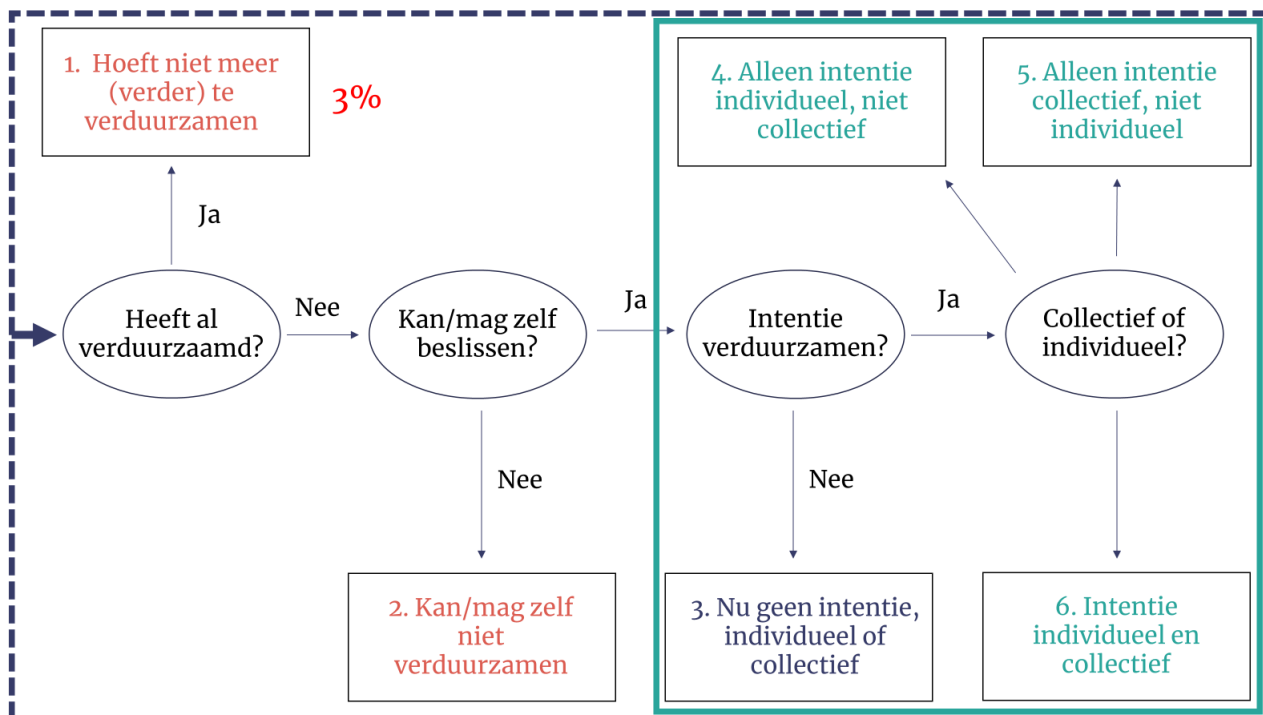 1. Hoeft niet meer
(verder) te
verduurzamen
3%
4. Alleen intentie
individueel, niet
collectief
5. Alleen intentie
collectief, niet
individueel
Ja
Heeft al
verduurzaamd?
Nee
Kan/mag zelf
beslissen?
Ja
Intentie
verduurzamen?
Ja
Collectief of
individueel?
Nee
Nee
2. Kan/mag zelf
niet
verduurzamen
3. Nu geen intentie,
individueel of
collectief
6. Intentie
individueel en
collectief